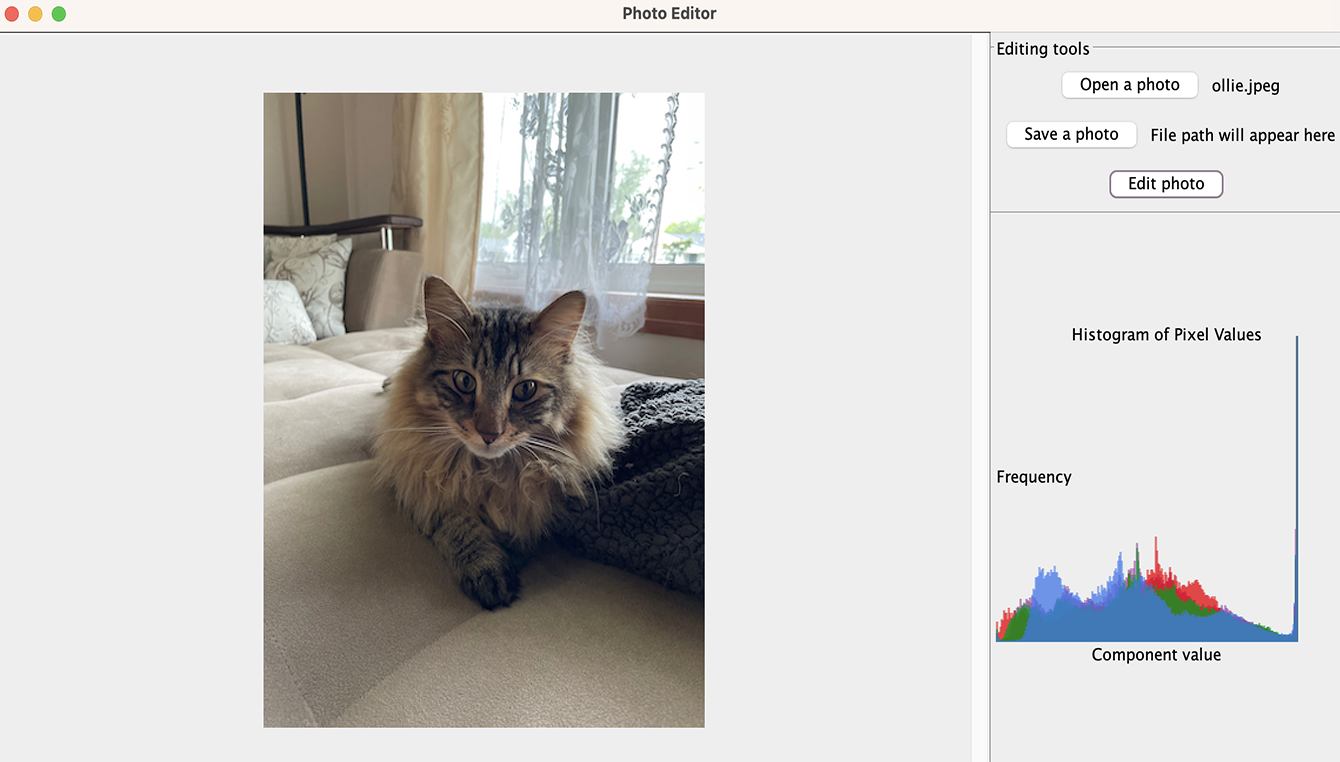 Photo Editor
Editing tools
Open a photo ollie.jpeg
Save a photo File path will appear here
Edit photo
Histogram of Pixel Values
Frequency
Component value